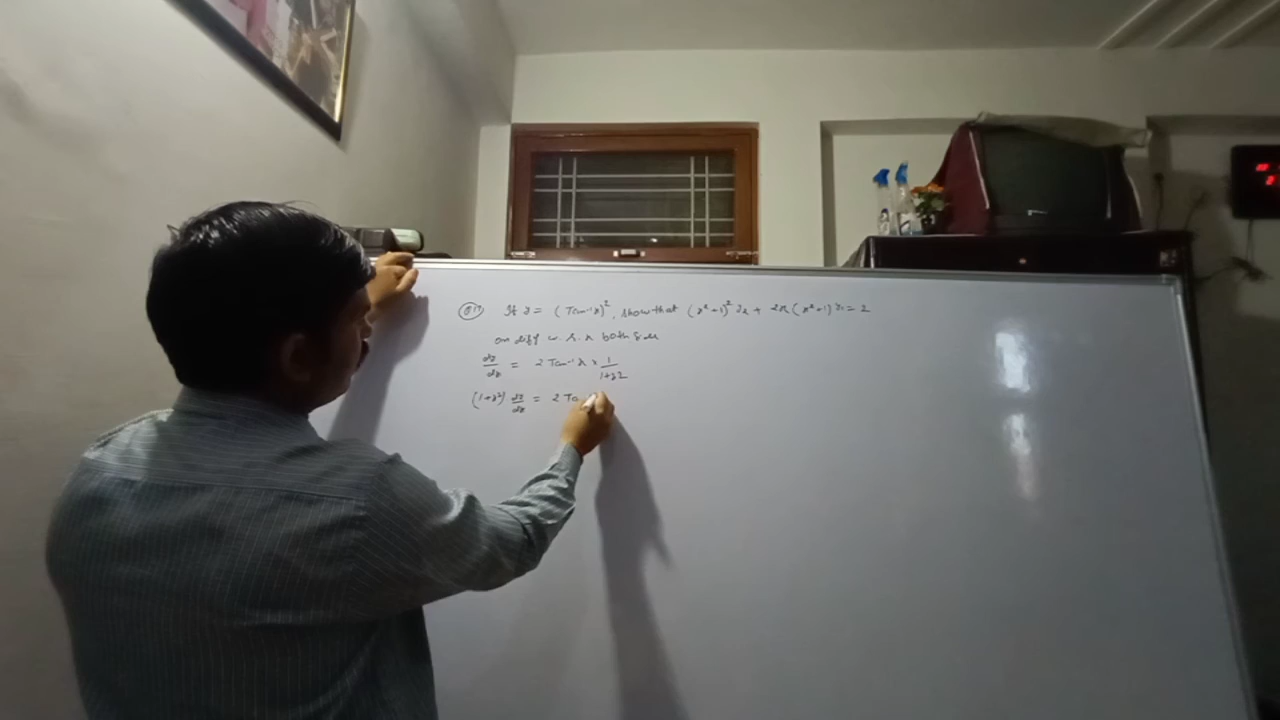 Q17 If y = (Tan⁻¹x)², show that (x²+1)² y₂ + 2x(x²+1) y₁ = 2
on diff w.r.x both side
dy/dx = 2 Tan⁻¹x × 1/1+x2
(1+x²) dy/dx = 2 Ta